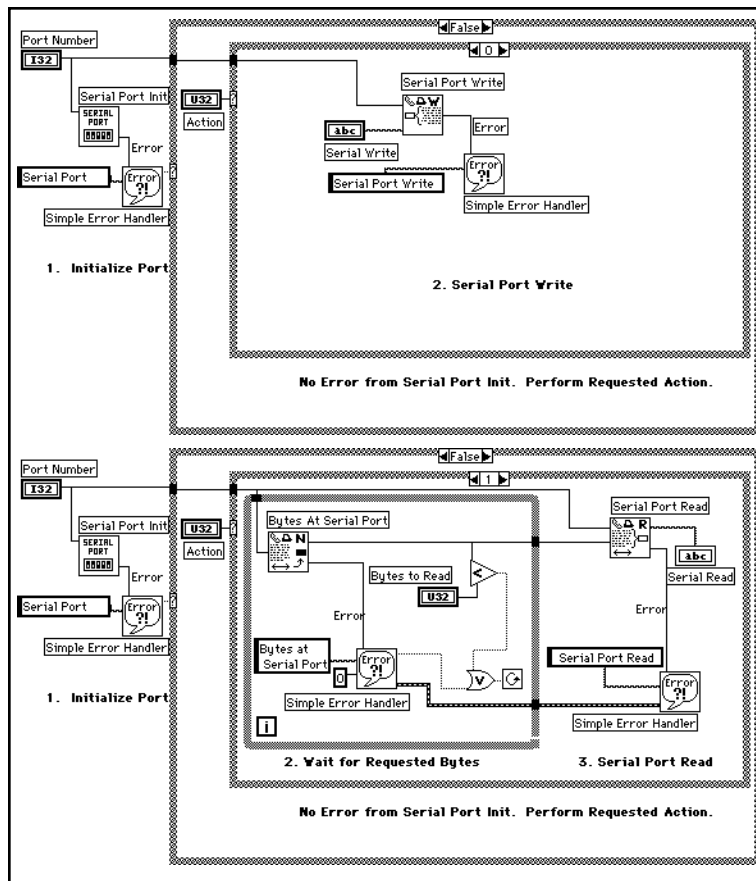 False
0
Port Number
I32
Serial Port Init
SERIAL
PORT
Error
Serial Port
Error
?!
Simple Error Handler
1. Initialize Port
U32
?
Action
?
Serial Port Write
W
abc
Error
Serial Write
Serial Port Write
Error
?!
Simple Error Handler
2. Serial Port Write
No Error from Serial Port Init. Perform Requested Action.
False
1
Port Number
I32
Serial Port Init
SERIAL
PORT
Error
Serial Port
Error
?!
Simple Error Handler
1. Initialize Port
U32
?
Action
?
Bytes At Serial Port
N
Bytes to Read
U32
<
Error
Bytes at
Serial Port
0
Error
?!
Simple Error Handler
V
i
2. Wait for Requested Bytes
Serial Port Read
R
abc
Serial Read
Error
Serial Port Read
Error
?!
Simple Error Handler
3. Serial Port Read
No Error from Serial Port Init. Perform Requested Action.